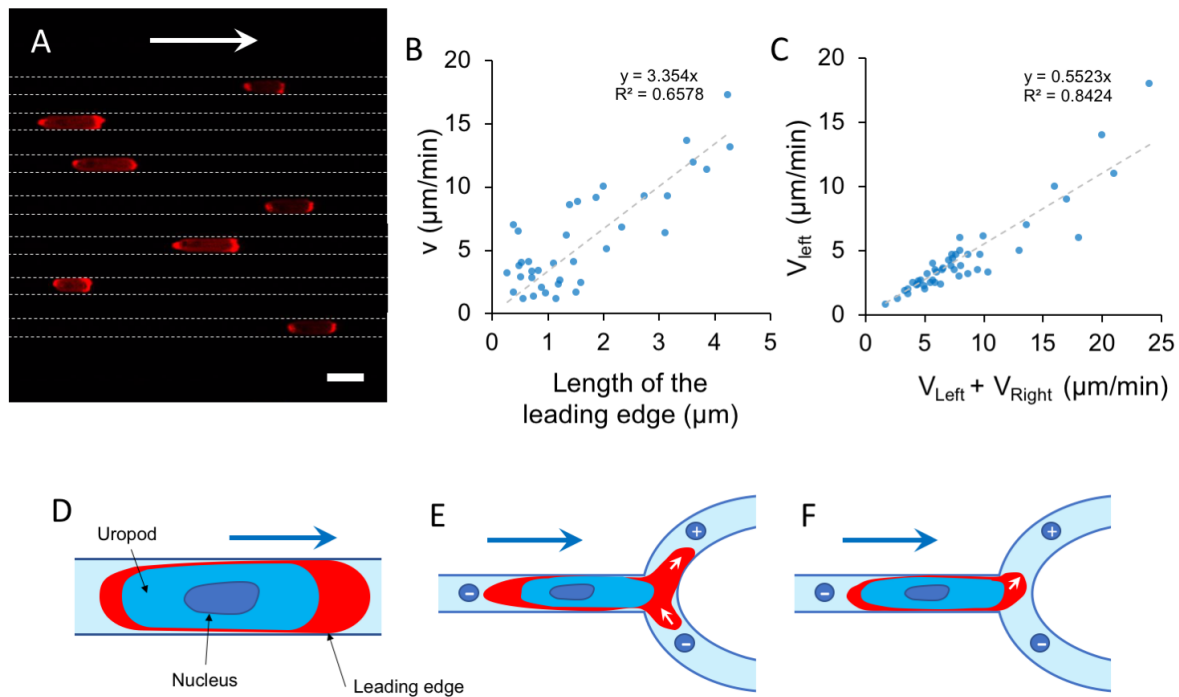 A
B
20
15
10
5
0
v (µm/min)
y = 3.354x
R² = 0.6578
0 1 2 3 4 5
Length of the
leading edge (µm)
C
20
15
10
5
0
V_left (µm/min)
y = 0.5523x
R² = 0.8424
0 5 10 15 20 25
V_Left + V_Right (µm/min)
D
Uropod
Nucleus
Leading edge
E
+
−
−
F
+
−
−